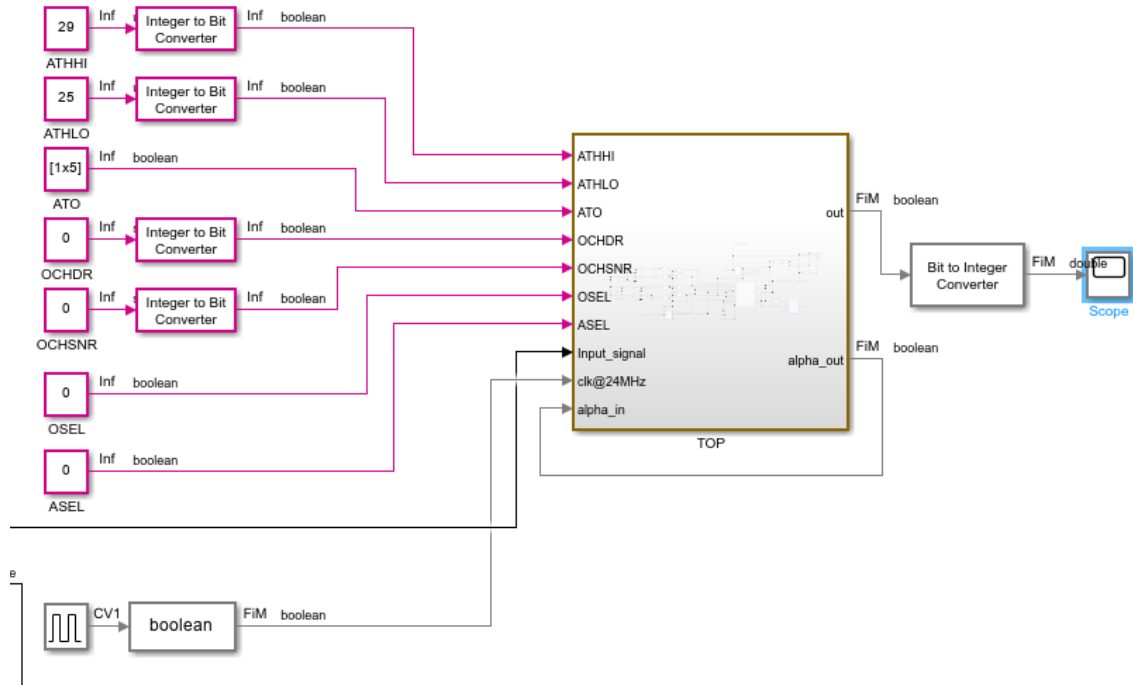 29
Inf
Integer to Bit
Converter
Inf
boolean
ATHHI
25
Inf
Integer to Bit
Converter
Inf
boolean
ATHLO
[1x5]
Inf
boolean
ATO
0
Inf
Integer to Bit
Converter
Inf
boolean
OCHDR
0
Inf
Integer to Bit
Converter
Inf
boolean
OCHSNR
0
Inf
boolean
OSEL
0
Inf
boolean
ASEL
ATHHI
ATHLO
ATO
OCHDR
OCHSNR
OSEL
ASEL
Input_signal
clk@24MHz
alpha_in
out
alpha_out
TOP
FiM
boolean
FiM
boolean
Bit to Integer
Converter
FiM
double
Scope
e
CV1
boolean
FiM
boolean